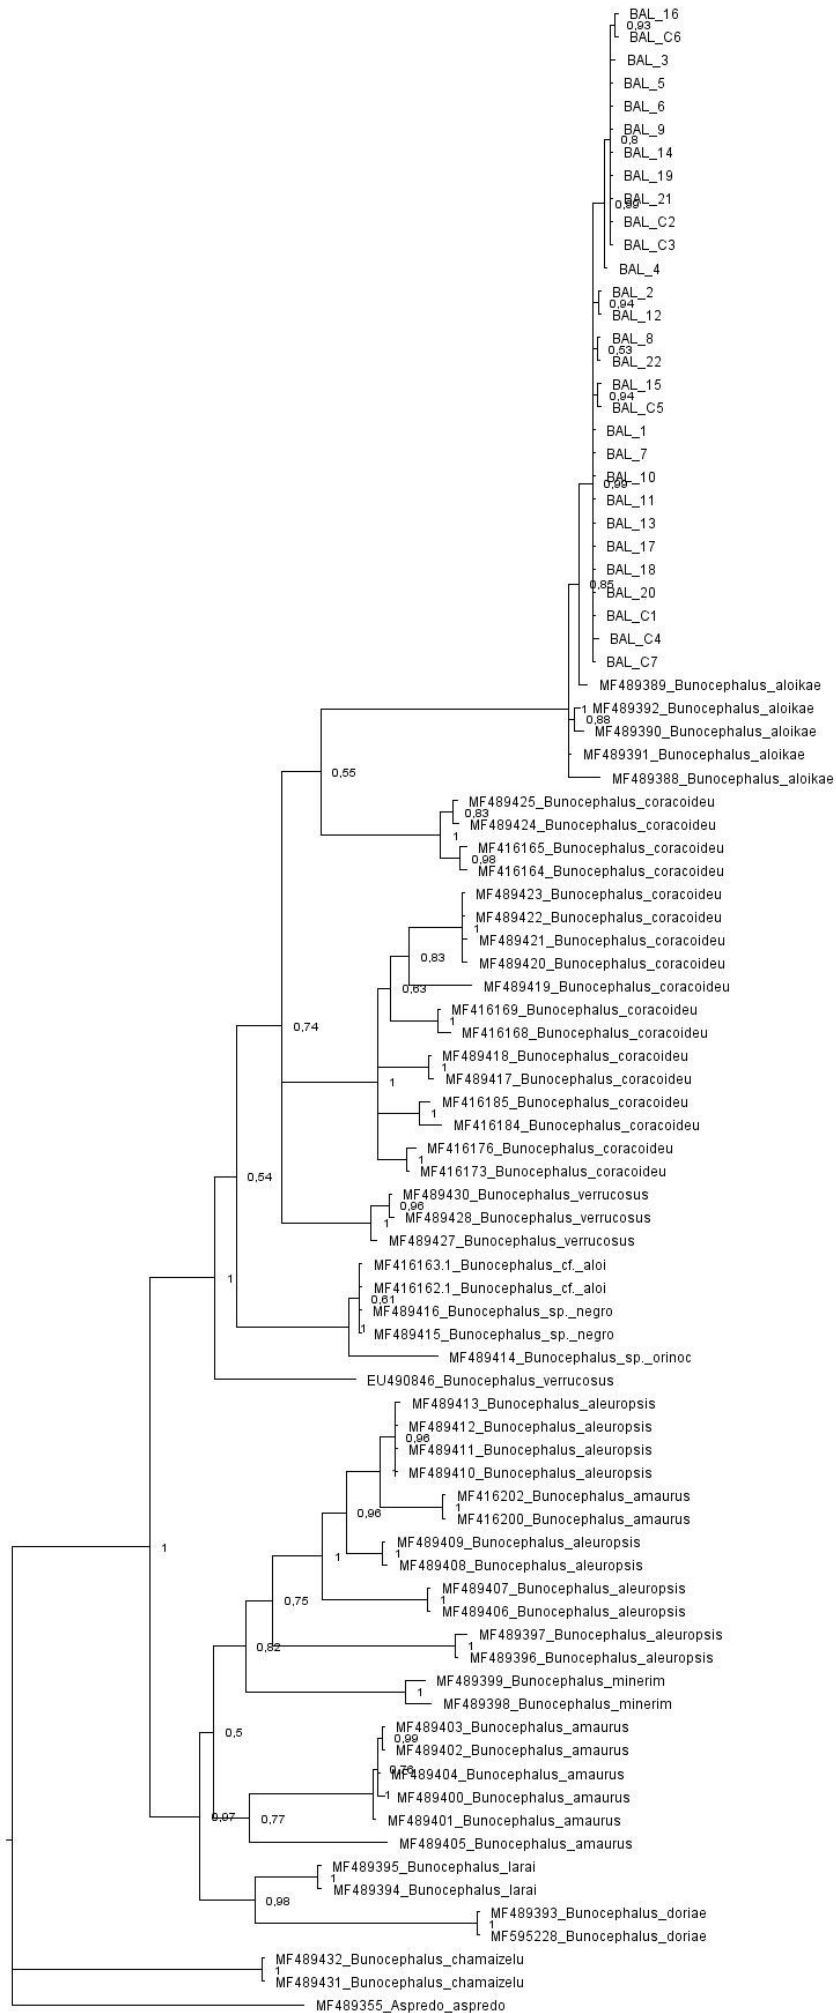 BAL_16
0,93
BAL_C6
BAL_3
BAL_5
BAL_6
BAL_9
0,8
BAL_14
BAL_19
BAL_21
0,99
BAL_C2
BAL_C3
BAL_4
BAL_2
0,94
BAL_12
BAL_8
0,53
BAL_22
BAL_15
0,94
BAL_C5
BAL_1
BAL_7
BAL_10
0,99
BAL_11
BAL_13
BAL_17
BAL_18
0,85
BAL_20
BAL_C1
BAL_C4
BAL_C7
MF489389_Bunocephalus_aloikae
1
MF489392_Bunocephalus_aloikae
0,88
MF489390_Bunocephalus_aloikae
MF489391_Bunocephalus_aloikae
0,55
MF489388_Bunocephalus_aloikae
MF489425_Bunocephalus_coracoideu
0,83
MF489424_Bunocephalus_coracoideu
1
MF416165_Bunocephalus_coracoideu
0,98
MF416164_Bunocephalus_coracoideu
MF489423_Bunocephalus_coracoideu
MF489422_Bunocephalus_coracoideu
1
MF489421_Bunocephalus_coracoideu
0,83
MF489420_Bunocephalus_coracoideu
MF489419_Bunocephalus_coracoideu
0,63
MF416169_Bunocephalus_coracoideu
1
0,74
MF416168_Bunocephalus_coracoideu
MF489418_Bunocephalus_coracoideu
1
MF489417_Bunocephalus_coracoideu
1
MF416185_Bunocephalus_coracoideu
1
MF416184_Bunocephalus_coracoideu
MF416176_Bunocephalus_coracoideu
1
MF416173_Bunocephalus_coracoideu
0,54
MF489430_Bunocephalus_verrucosus
0,96
MF489428_Bunocephalus_verrucosus
1
MF489427_Bunocephalus_verrucosus
MF416163.1_Bunocephalus_cf._aloi
1
MF416162.1_Bunocephalus_cf._aloi
0,61
MF489416_Bunocephalus_sp._negro
1
MF489415_Bunocephalus_sp._negro
MF489414_Bunocephalus_sp._orinoc
EU490846_Bunocephalus_verrucosus
MF489413_Bunocephalus_aleuropsis
MF489412_Bunocephalus_aleuropsis
0,96
MF489411_Bunocephalus_aleuropsis
1
MF489410_Bunocephalus_aleuropsis
MF416202_Bunocephalus_amaurus
1
0,96
MF416200_Bunocephalus_amaurus
MF489409_Bunocephalus_aleuropsis
1
1
1
MF489408_Bunocephalus_aleuropsis
MF489407_Bunocephalus_aleuropsis
1
0,75
MF489406_Bunocephalus_aleuropsis
MF489397_Bunocephalus_aleuropsis
1
0,82
MF489396_Bunocephalus_aleuropsis
MF489399_Bunocephalus_minerim
1
MF489398_Bunocephalus_minerim
MF489403_Bunocephalus_amaurus
0,5
0,99
MF489402_Bunocephalus_amaurus
0,76
MF489404_Bunocephalus_amaurus
1
MF489400_Bunocephalus_amaurus
0,97
0,77
MF489401_Bunocephalus_amaurus
MF489405_Bunocephalus_amaurus
MF489395_Bunocephalus_larai
1
MF489394_Bunocephalus_larai
0,98
MF489393_Bunocephalus_doriae
1
MF595228_Bunocephalus_doriae
MF489432_Bunocephalus_chamaizelu
1
MF489431_Bunocephalus_chamaizelu
MF489355_Aspredo_aspredo